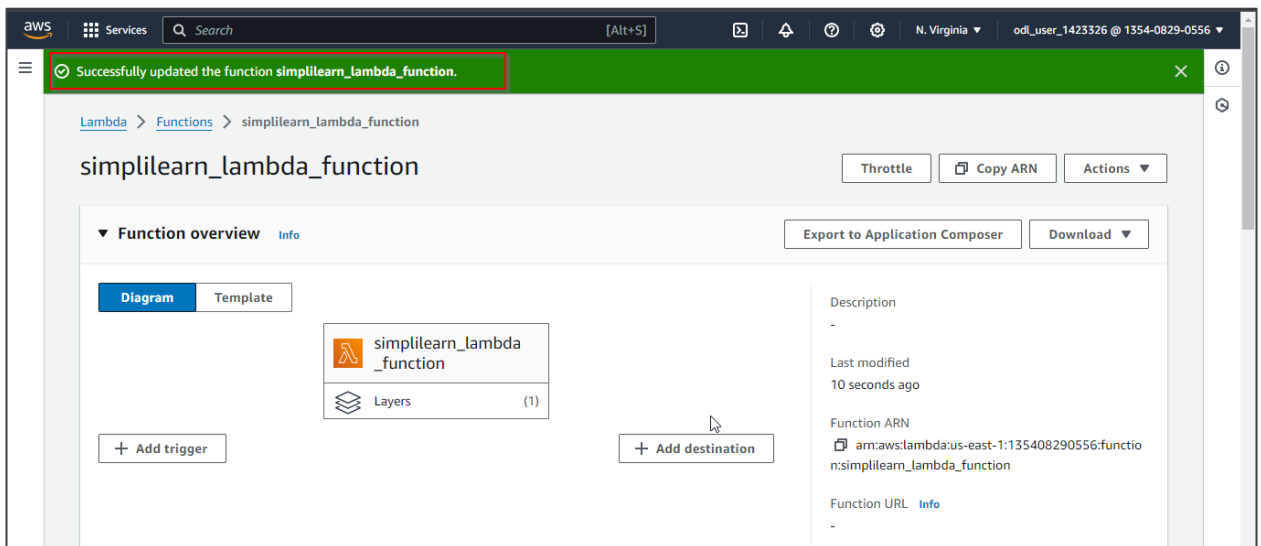 aws Services Search [Alt+S] N. Virginia ▼ odl_user_1423326 @ 1354-0829-0556 ▼
Successfully updated the function simplilearn_lambda_function.
Lambda > Functions > simplilearn_lambda_function
simplilearn_lambda_function
Throttle Copy ARN Actions ▼
▼ Function overview Info
Export to Application Composer Download ▼
Diagram Template
simplilearn_lambda
_function
Layers (1)
+ Add trigger
+ Add destination
Description
-
Last modified
10 seconds ago
Function ARN
arn:aws:lambda:us-east-1:135408290556:functio
n:simplilearn_lambda_function
Function URL Info
-